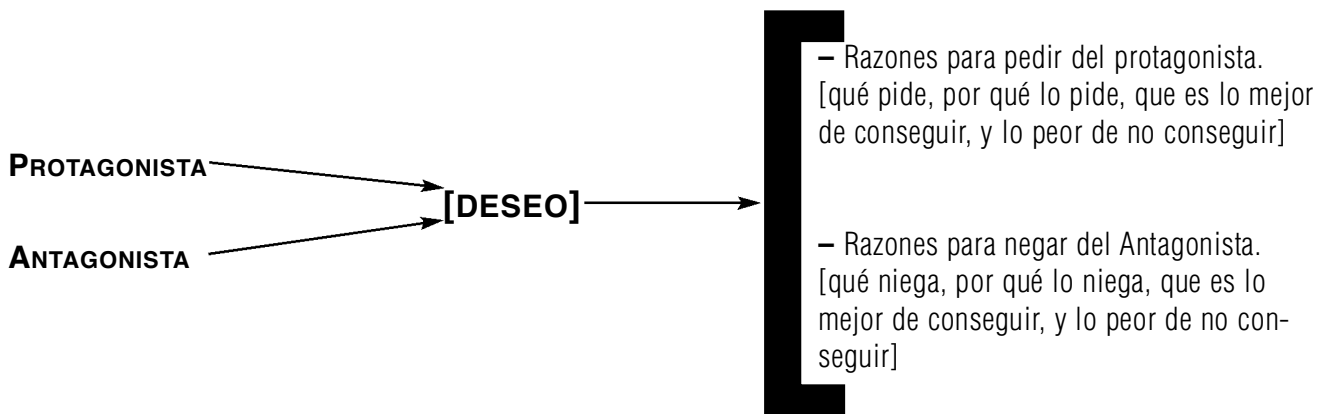 PROTAGONISTA
ANTAGONISTA
[DESEO]
– Razones para pedir del protagonista.
[qué pide, por qué lo pide, que es lo mejor
de conseguir, y lo peor de no conseguir]
– Razones para negar del Antagonista.
[qué niega, por qué lo niega, que es lo
mejor de conseguir, y lo peor de no con-
seguir]